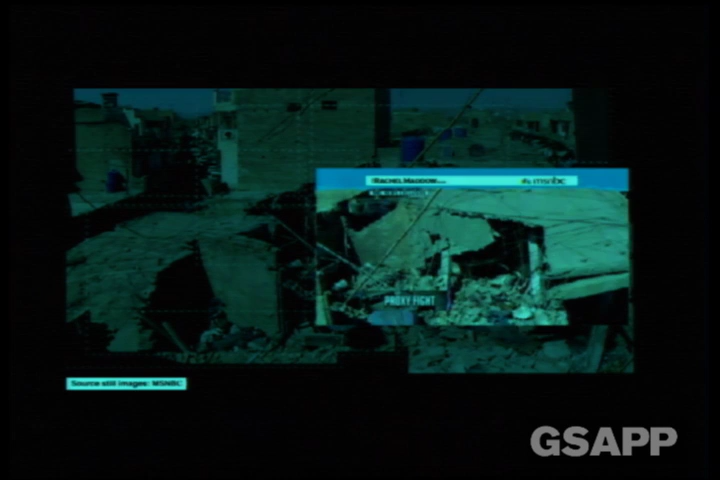 RACHEL MADDOW
msnbc
PROXY FIGHT
Source still images: MSNBC
GSAPP